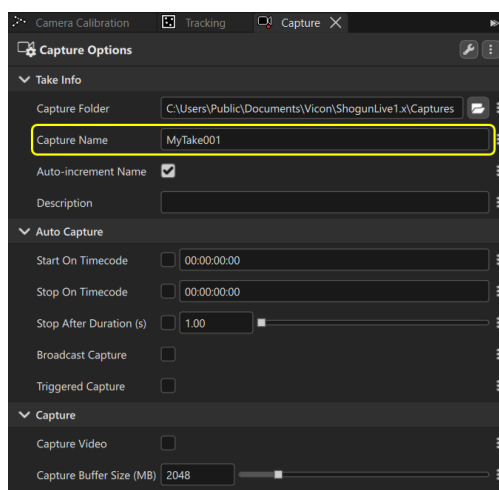 Camera Calibration Tracking Capture
Capture Options
Take Info
Capture Folder C:\Users\Public\Documents\Vicon\ShogunLive1.x\Captures
Capture Name MyTake001
Auto-increment Name
Description
Auto Capture
Start On Timecode 00:00:00:00
Stop On Timecode 00:00:00:00
Stop After Duration (s) 1.00
Broadcast Capture
Triggered Capture
Capture
Capture Video
Capture Buffer Size (MB) 2048